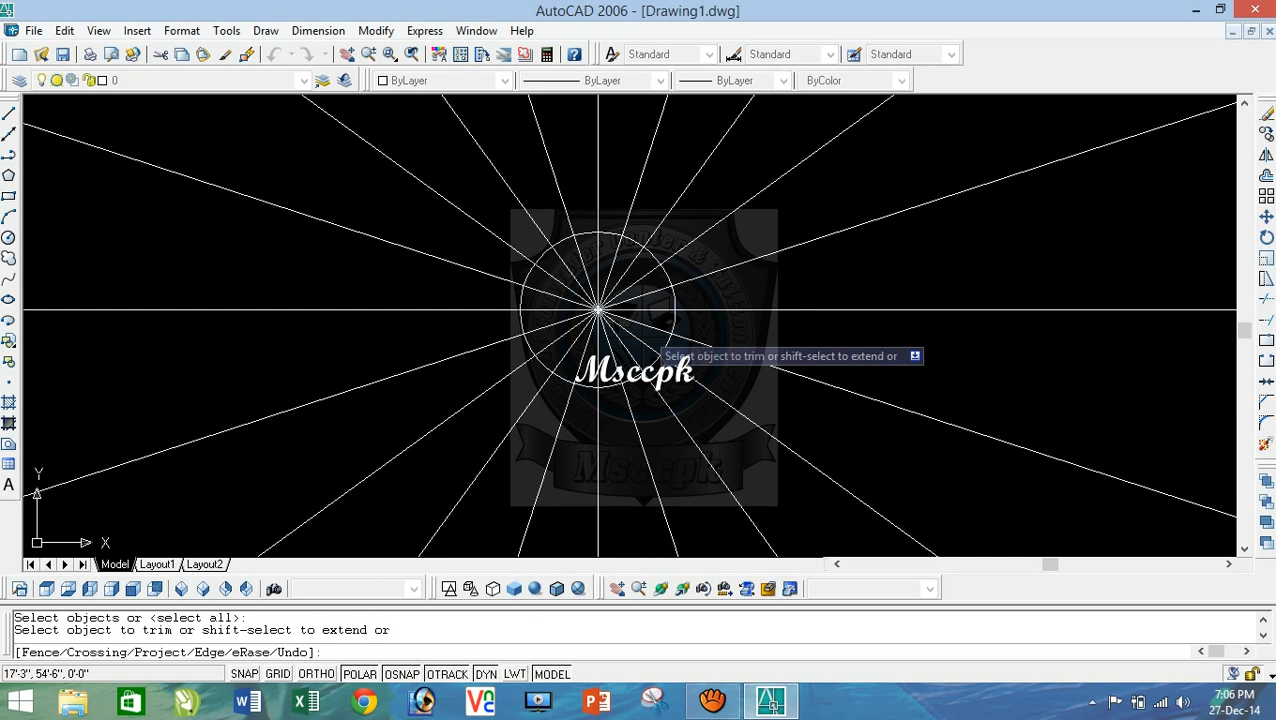 AutoCAD 2006 - [Drawing1.dwg]
File Edit View Insert Format Tools Draw Dimension Modify Express Window Help
Standard Standard Standard
0 ByLayer ByLayer ByLayer ByColor
Select object to trim or shift-select to extend or
Msccpk
Msccpk
Y
X
A
Model Layout1 Layout2
Select objects or <select all>:
Select object to trim or shift-select to extend or
[Fence/Crossing/Project/Edge/eRase/Undo]:
17'-3", 54'-6", 0'-0" SNAP GRID ORTHO POLAR OSNAP OTRACK DYN LWT MODEL
7:06 PM
27-Dec-14